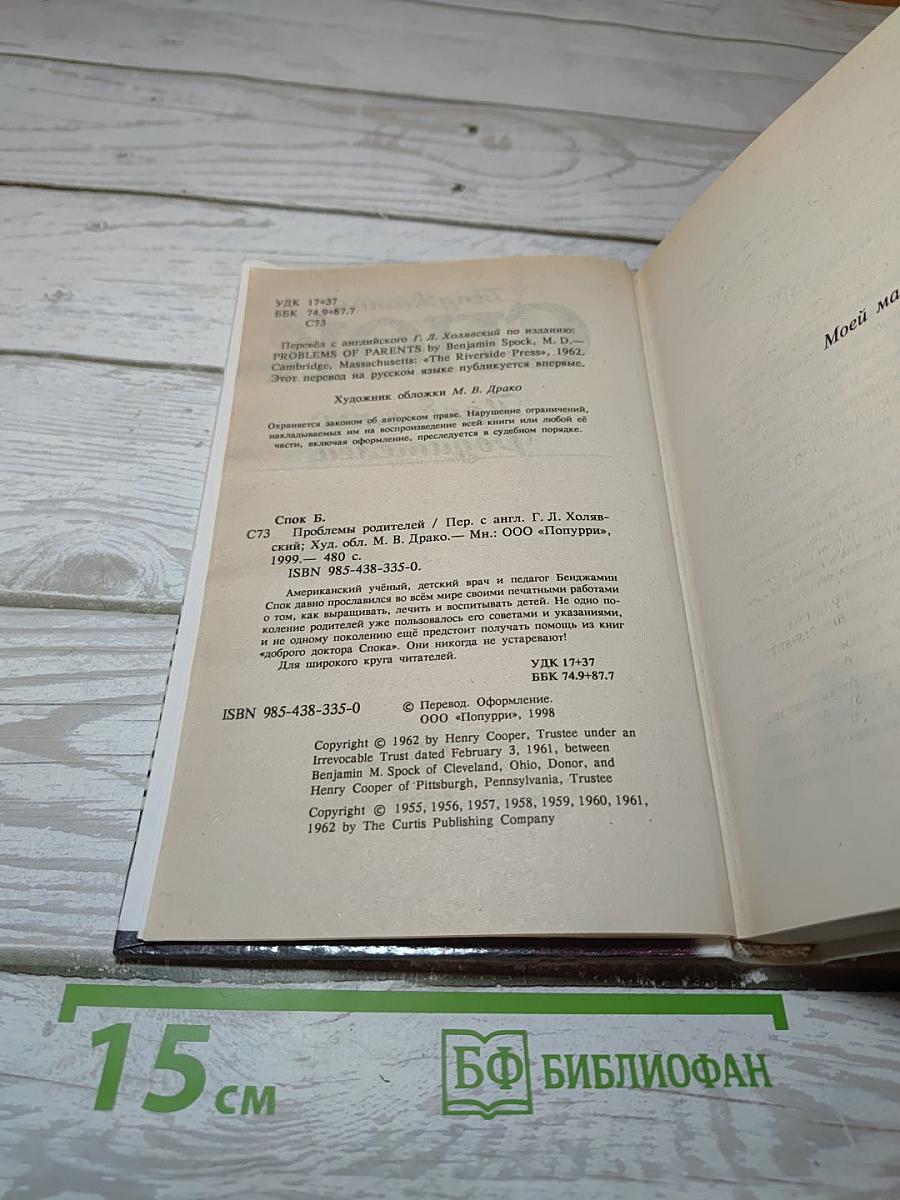 УДК 17+37
ББК 74.9+87.7
С73
Перевёл с английского Г. Л. Холявский по изданию:
PROBLEMS OF PARENTS by Benjamin Spock, M. D.—
Cambridge, Massachusetts: «The Riverside Press», 1962.
Этот перевод на русском языке публикуется впервые.
Художник обложки М. В. Драко
Охраняется законом об авторском праве. Нарушение ограничений,
накладываемых им на воспроизведение всей книги или любой её
части, включая оформление, преследуется в судебном порядке.
Спок Б.
С73 Проблемы родителей / Пер. с англ. Г. Л. Холяв-
ский; Худ. обл. М. В. Драко.— Мн.: ООО «Попурри»,
1999.— 480 с.
ISBN 985-438-335-0.
Американский учёный, детский врач и педагог Бенджамин
Спок давно прославился во всём мире своими печатными работами
о том, как выращивать, лечить и воспитывать детей. Не одно по-
коление родителей уже пользовалось его советами и указаниями,
и не одному поколению ещё предстоит получать помощь из книг
«доброго доктора Спока». Они никогда не устаревают!
Для широкого круга читателей.
УДК 17+37
ББК 74.9+87.7
ISBN 985-438-335-0 © Перевод. Оформление.
ООО «Попурри», 1998
Copyright © 1962 by Henry Cooper, Trustee under an
Irrevocable Trust dated February 3, 1961, between
Benjamin M. Spock of Cleveland, Ohio, Donor, and
Henry Cooper of Pittsburgh, Pennsylvania, Trustee
Copyright © 1955, 1956, 1957, 1958, 1959, 1960, 1961,
1962 by The Curtis Publishing Company
Моей ма
15 см
БФ БИБЛИОФАН